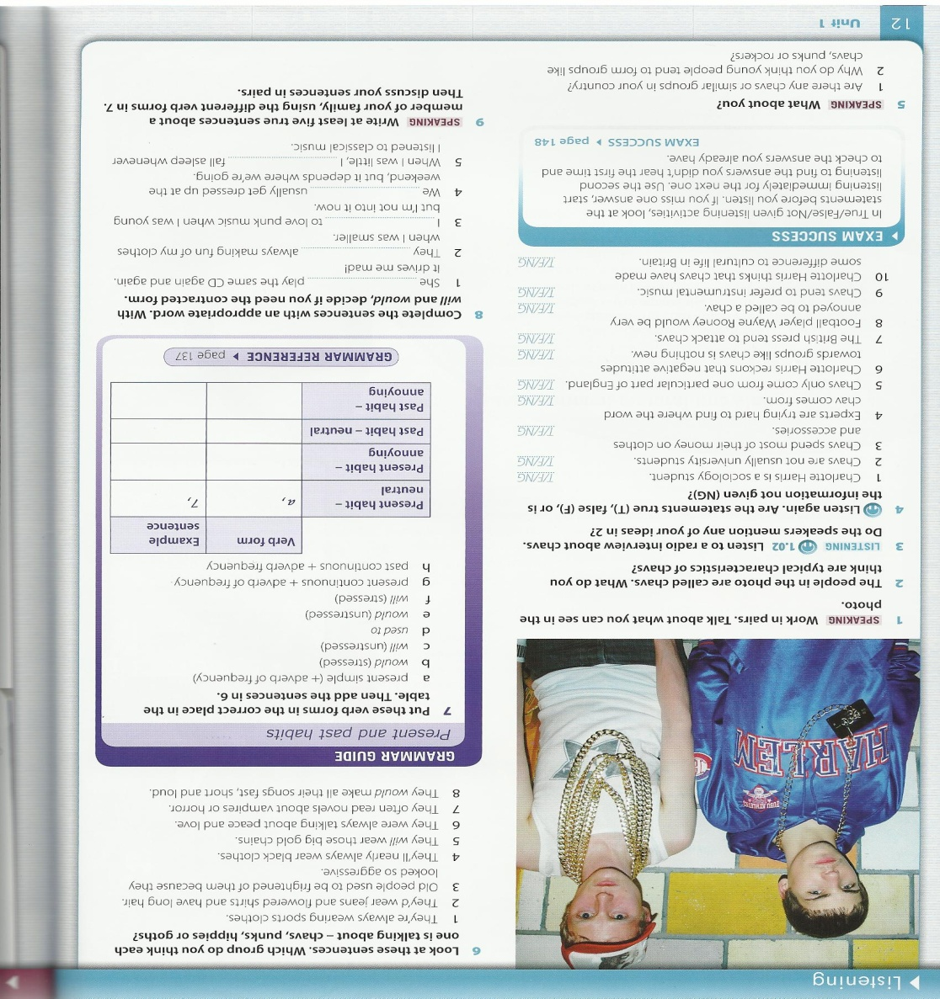 Listening
HARLEM
1 SPEAKING Work in pairs. Talk about what you can see in the
photo.
2 The people in the photo are called chavs. What do you
think are typical characteristics of chavs?
3 LISTENING 1.02 Listen to a radio interview about chavs.
Do the speakers mention any of your ideas in 2?
4 Listen again. Are the statements true (T), false (F), or is
the information not given (NG)?
1 Charlotte Harris is a sociology student. T/F/NG
2 Chavs are not usually university students. T/F/NG
3 Chavs spend most of their money on clothes
and accessories. T/F/NG
4 Experts are trying hard to find where the word
chav comes from. T/F/NG
5 Chavs only come from one particular part of England. T/F/NG
6 Charlotte Harris reckons that negative attitudes
towards groups like chavs is nothing new. T/F/NG
7 The British press tend to attack chavs. T/F/NG
8 Football player Wayne Rooney would be very
annoyed to be called a chav. T/F/NG
9 Chavs tend to prefer instrumental music. T/F/NG
10 Charlotte Harris thinks that chavs have made
some difference to cultural life in Britain. T/F/NG
EXAM SUCCESS
In True/False/Not given listening activities, look at the
statements before you listen. If you miss one answer, start
listening immediately for the next one. Use the second
listening to find the answers you didn't hear the first time and
to check the answers you already have.
EXAM SUCCESS page 148
5 SPEAKING What about you?
1 Are there any chavs or similar groups in your country?
2 Why do you think young people tend to form groups like
chavs, punks or rockers?
12 Unit 1
6 Look at these sentences. Which group do you think each
one is talking about – chavs, punks, hippies or goths?
1 They're always wearing sports clothes.
2 They'd wear jeans and flowered shirts and have long hair.
3 Old people used to be frightened of them because they
looked so aggressive.
4 They'll nearly always wear black clothes.
5 They will wear those big gold chains.
6 They were always talking about peace and love.
7 They often read novels about vampires or horror.
8 They would make all their songs fast, short and loud.
GRAMMAR GUIDE
Present and past habits
7 Put these verb forms in the correct place in the
table. Then add the sentences in 6.
a present simple (+ adverb of frequency)
b would (stressed)
c will (unstressed)
d used to
e would (unstressed)
f will (stressed)
g present continuous + adverb of frequency
h past continuous + adverb frequency
Verb form Example
sentence
Present habit –
neutral a, 7,
Present habit –
annoying
Past habit – neutral
Past habit –
annoying
GRAMMAR REFERENCE page 137
8 Complete the sentences with an appropriate word. With
will and would, decide if you need the contracted form.
1 She .................... play the same CD again and again.
It drives me mad!
2 They .................... always making fun of my clothes
when I was smaller.
3 I .................... to love punk music when I was young
but I'm not into it now.
4 We .................... usually get dressed up at the
weekend, but it depends where we're going.
5 When I was little, I .................... fall asleep whenever
I listened to classical music.
9 SPEAKING Write at least five true sentences about a
member of your family, using the different verb forms in 7.
Then discuss your sentences in pairs.